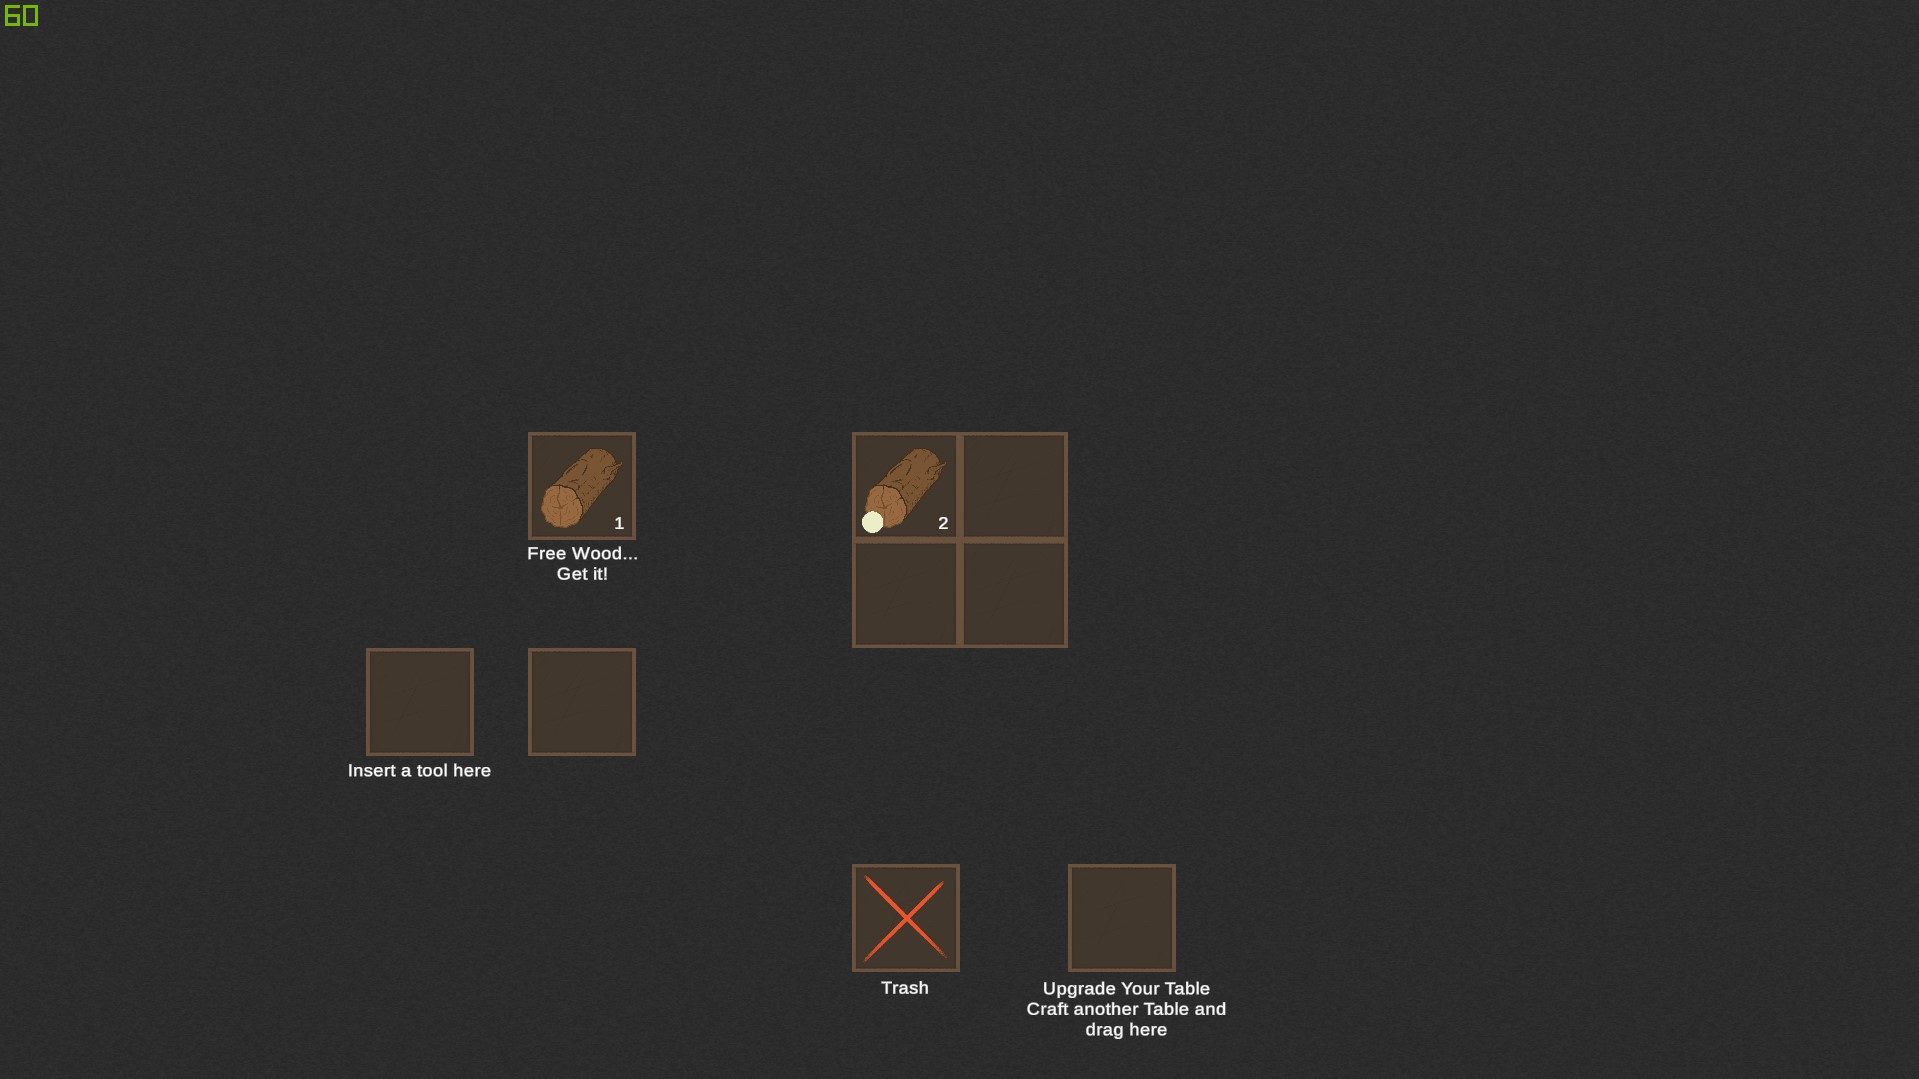 60
1
2
Free Wood...
Get it!
Insert a tool here
Trash
Upgrade Your Table
Craft another Table and
drag here